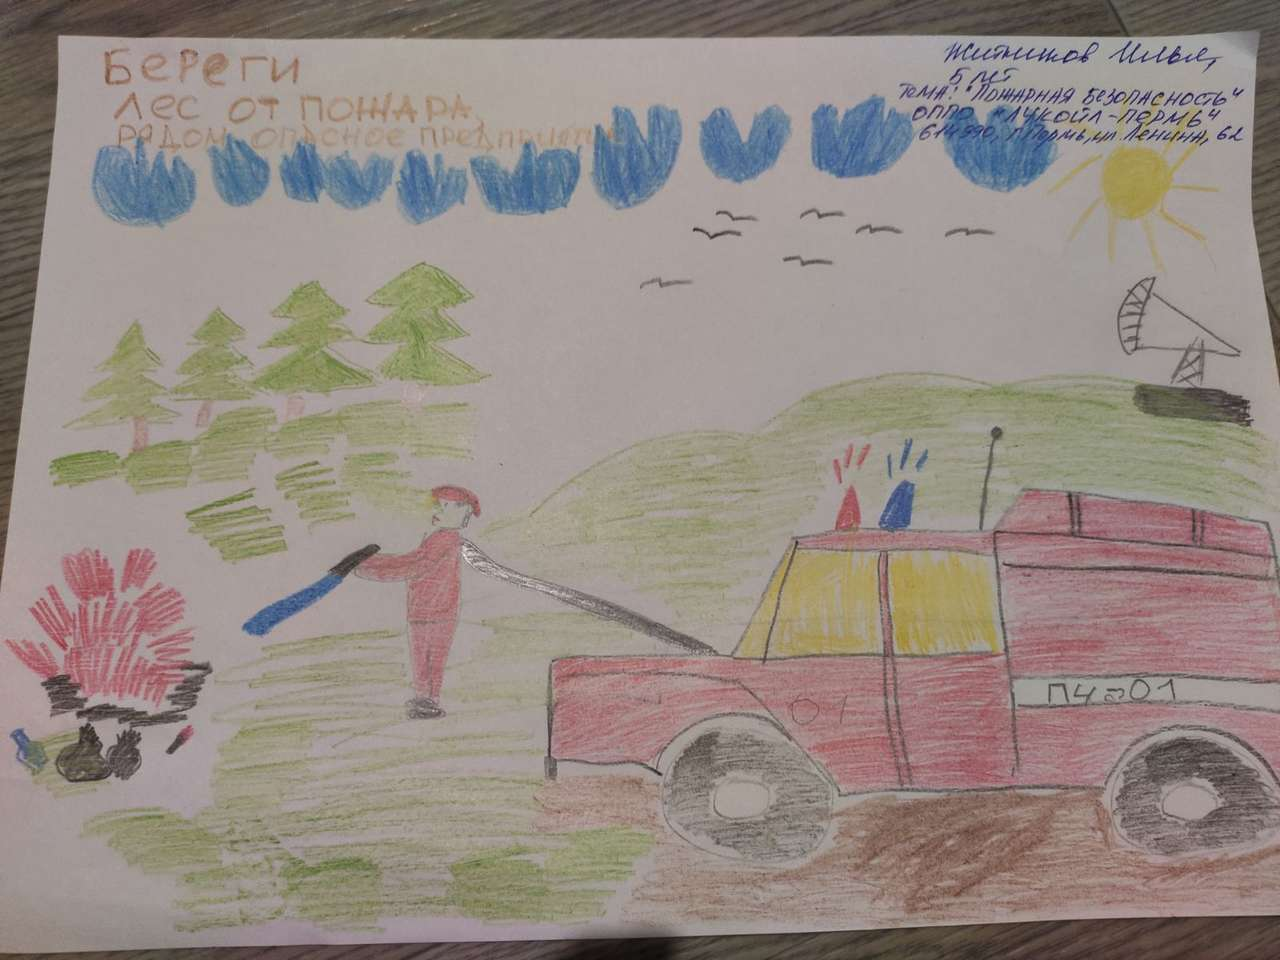 Береги
лес от пожара,
рядом опасное предприятие
Житников Илья,
5 лет
Тема: "Пожарная безопасность"
ОППО "ЛУКОЙЛ-ПЕРМЬ"
614990, г. Пермь, ул. Ленина, 62
01
ПЧ-01